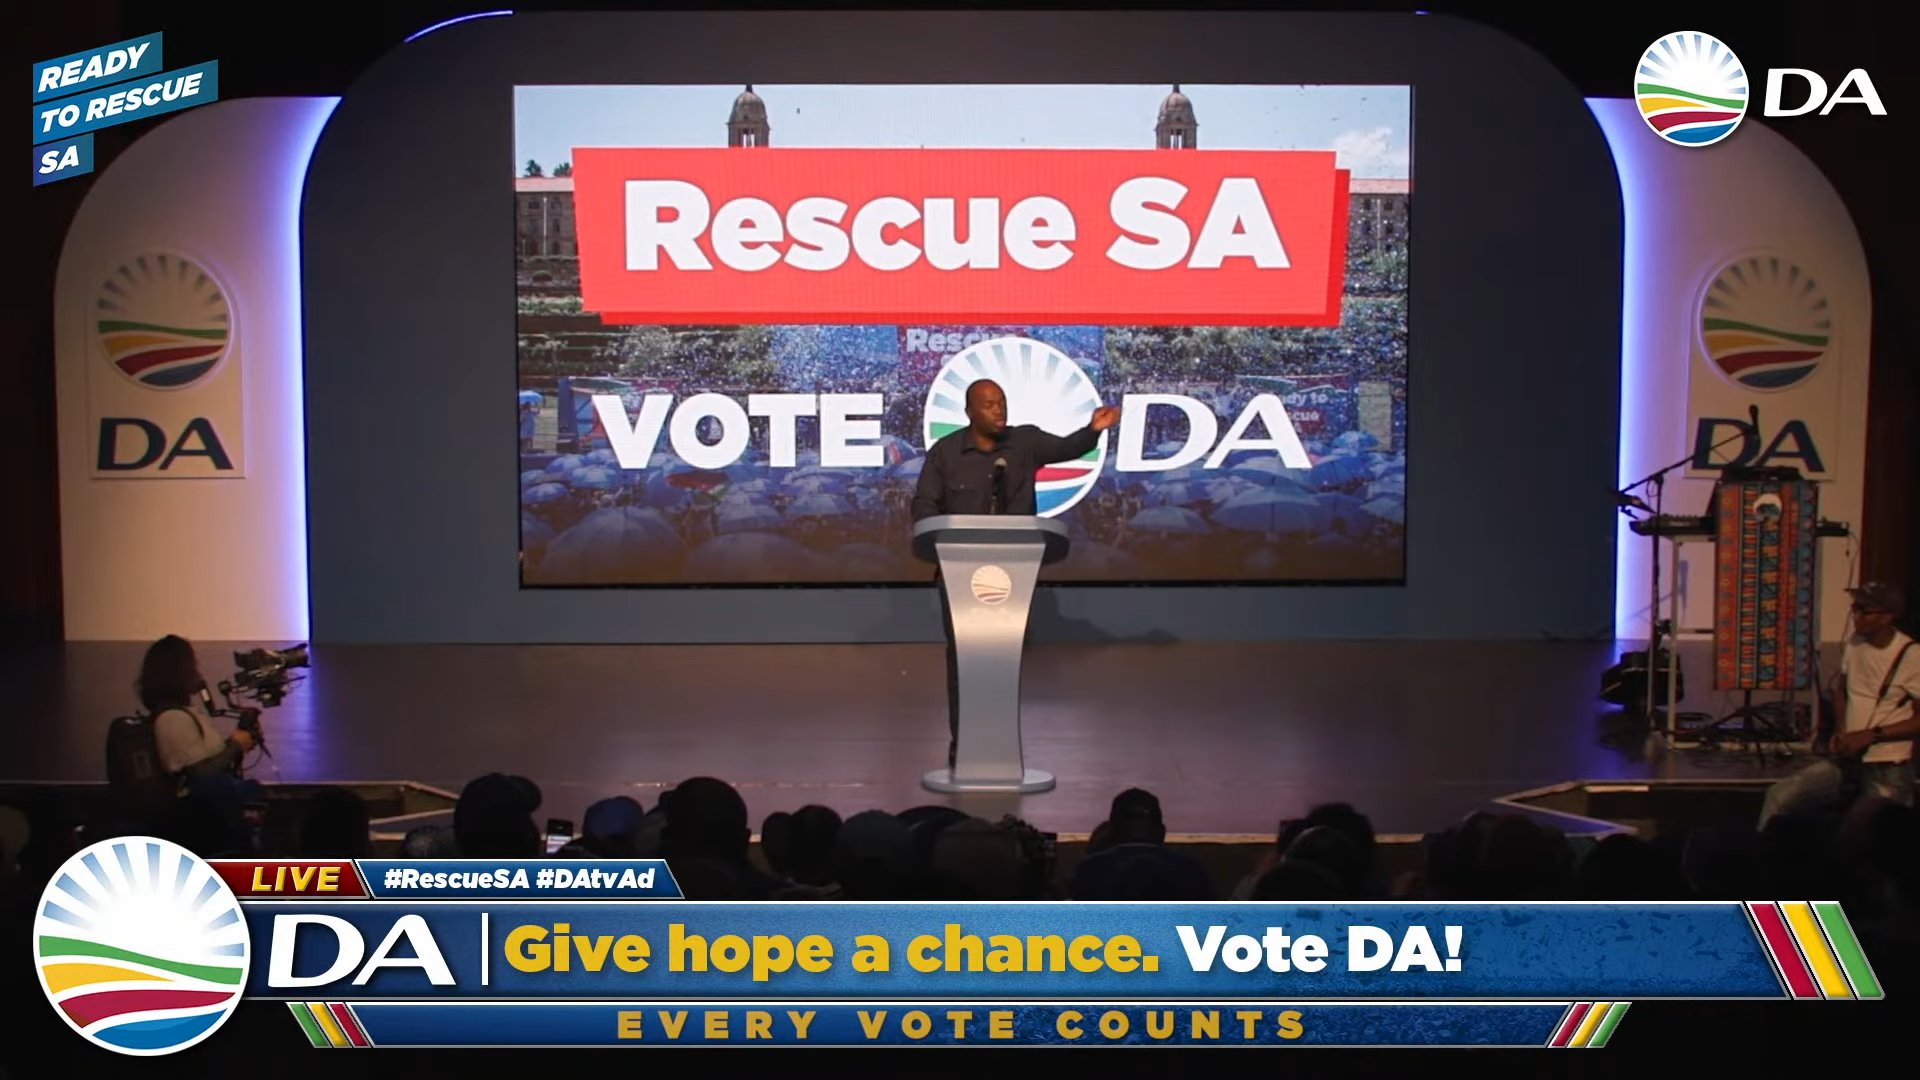 READY
TO RESCUE
SA
DA
Rescue SA
VOTE DA
DA
DA
LIVE
#RescueSA #DAtvAd
DA
Give hope a chance. Vote DA!
EVERY VOTE COUNTS